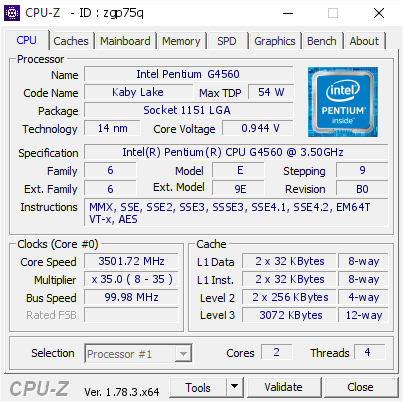 CPU-Z - ID : zgp75q
CPU Caches Mainboard Memory SPD Graphics Bench About
Processor
Name Intel Pentium G4560
Code Name Kaby Lake Max TDP 54 W
Package Socket 1151 LGA
Technology 14 nm Core Voltage 0.944 V
intel
PENTIUM
inside™
Specification Intel(R) Pentium(R) CPU G4560 @ 3.50GHz
Family 6 Model E Stepping 9
Ext. Family 6 Ext. Model 9E Revision B0
Instructions MMX, SSE, SSE2, SSE3, SSSE3, SSE4.1, SSE4.2, EM64T
VT-x, AES
Clocks (Core #0) Cache
Core Speed 3501.72 MHz L1 Data 2 x 32 KBytes 8-way
Multiplier x 35.0 ( 8 - 35 ) L1 Inst. 2 x 32 KBytes 8-way
Bus Speed 99.98 MHz Level 2 2 x 256 KBytes 4-way
Rated FSB Level 3 3072 KBytes 12-way
Selection Processor #1 Cores 2 Threads 4
CPU-Z Ver. 1.78.3.x64 Tools Validate Close